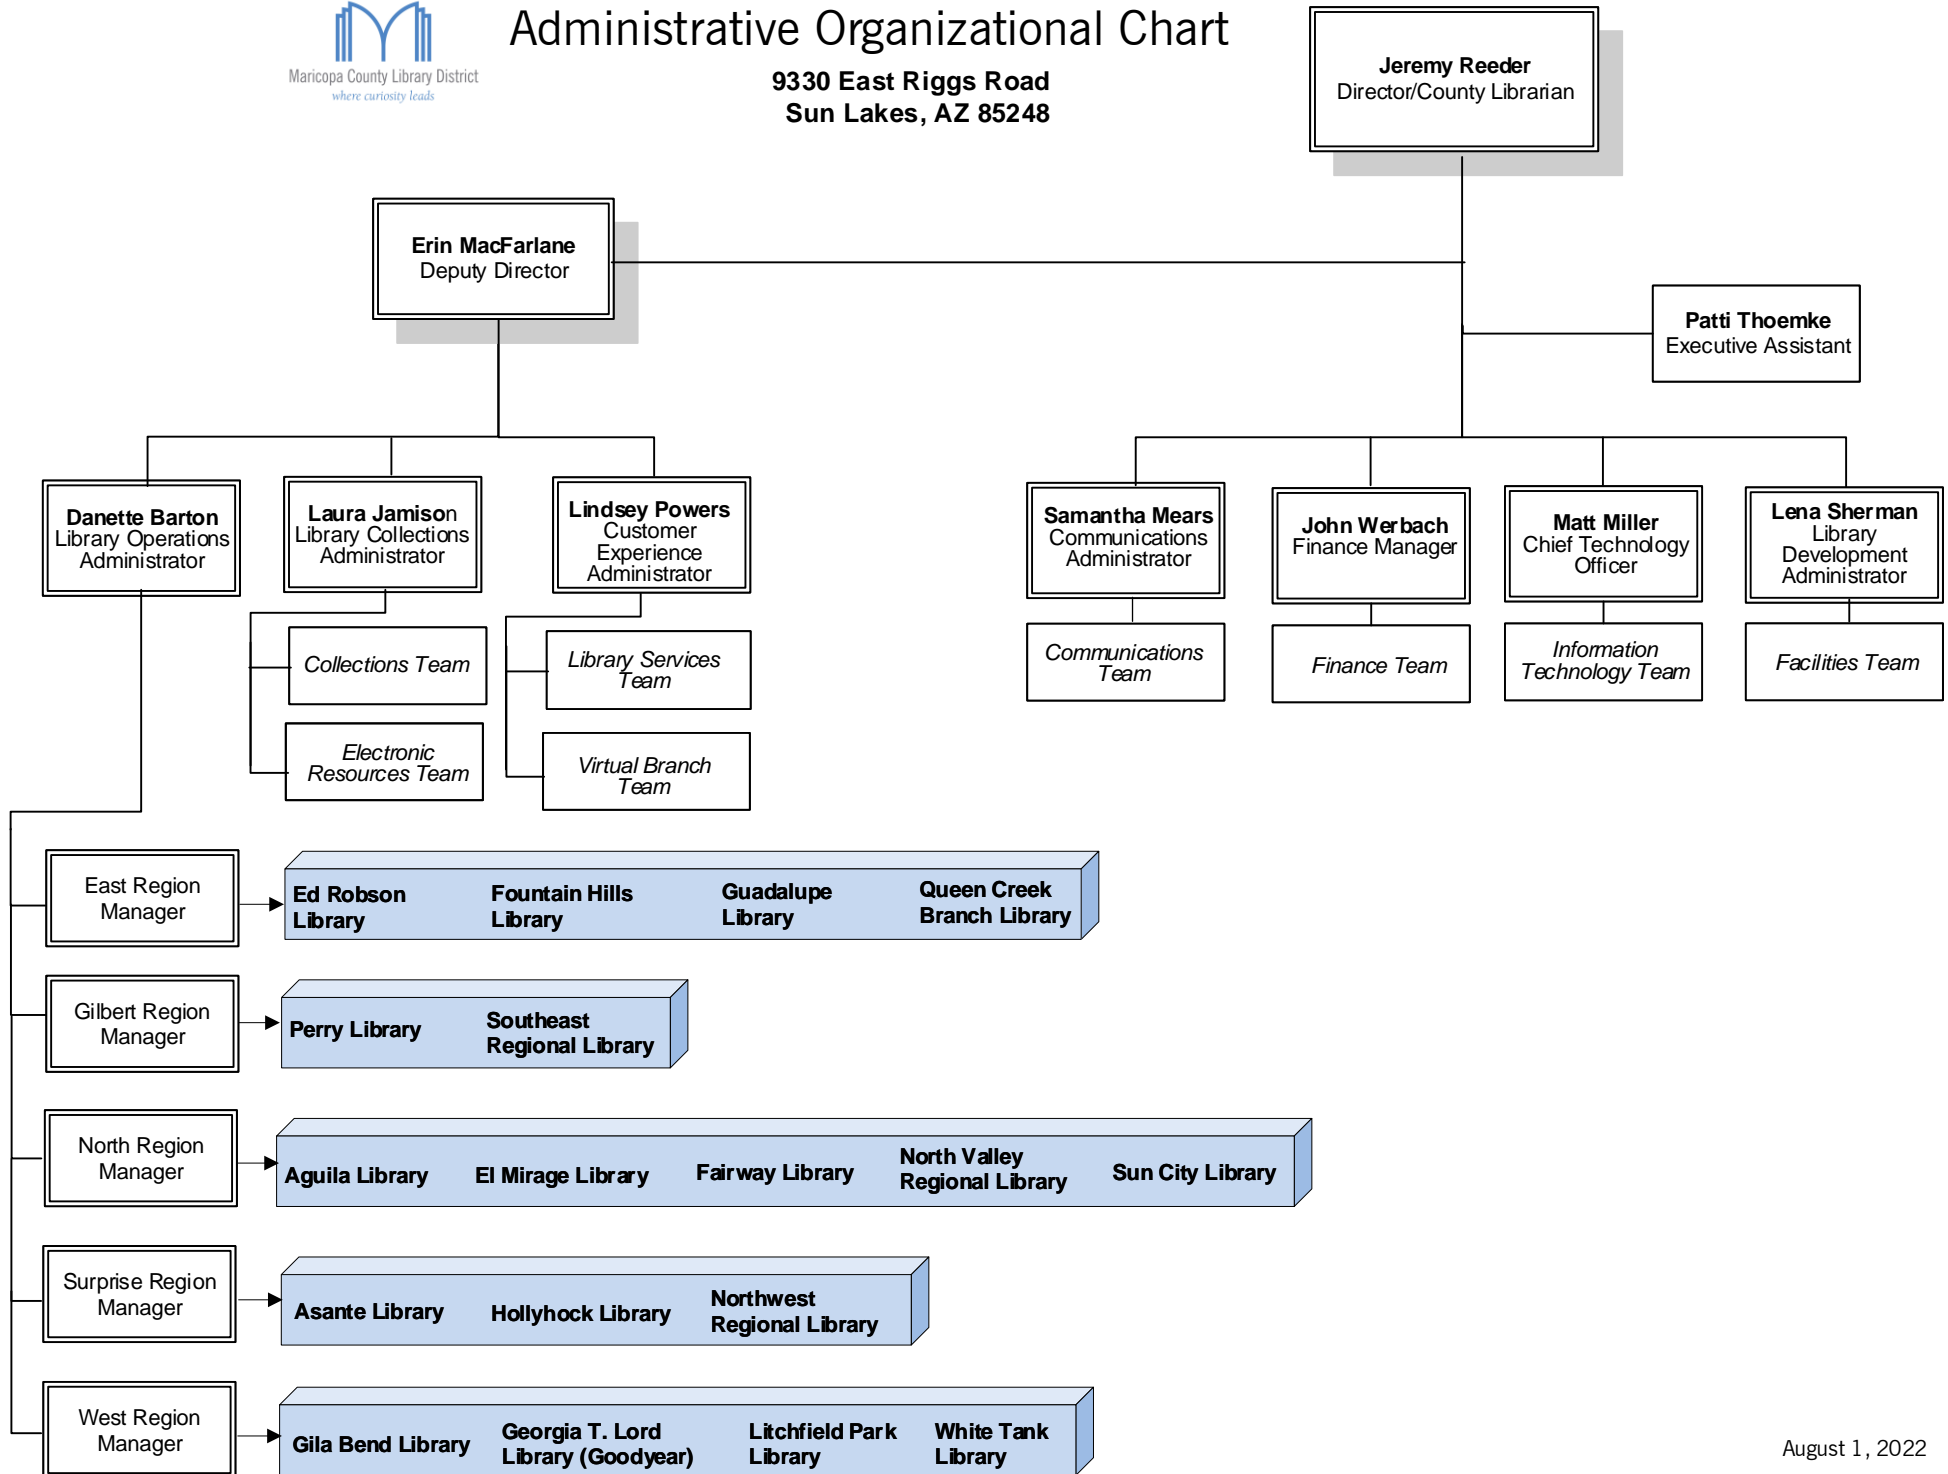 Maricopa County Library District
where curiosity leads
Administrative Organizational Chart
9330 East Riggs Road
Sun Lakes, AZ 85248
Jeremy Reeder
Director/County Librarian
Erin MacFarlane
Deputy Director
Patti Thoemke
Executive Assistant
Danette Barton
Library Operations
Administrator
Laura Jamison
Library Collections
Administrator
Lindsey Powers
Customer
Experience
Administrator
Samantha Mears
Communications
Administrator
John Werbach
Finance Manager
Matt Miller
Chief Technology
Officer
Lena Sherman
Library
Development
Administrator
Collections Team
Electronic
Resources Team
Library Services
Team
Virtual Branch
Team
Communications
Team
Finance Team
Information
Technology Team
Facilities Team
East Region
Manager
Ed Robson
Library
Fountain Hills
Library
Guadalupe
Library
Queen Creek
Branch Library
Gilbert Region
Manager
Perry Library
Southeast
Regional Library
North Region
Manager
Aguila Library
El Mirage Library
Fairway Library
North Valley
Regional Library
Sun City Library
Surprise Region
Manager
Asante Library
Hollyhock Library
Northwest
Regional Library
West Region
Manager
Gila Bend Library
Georgia T. Lord
Library (Goodyear)
Litchfield Park
Library
White Tank
Library
August 1, 2022